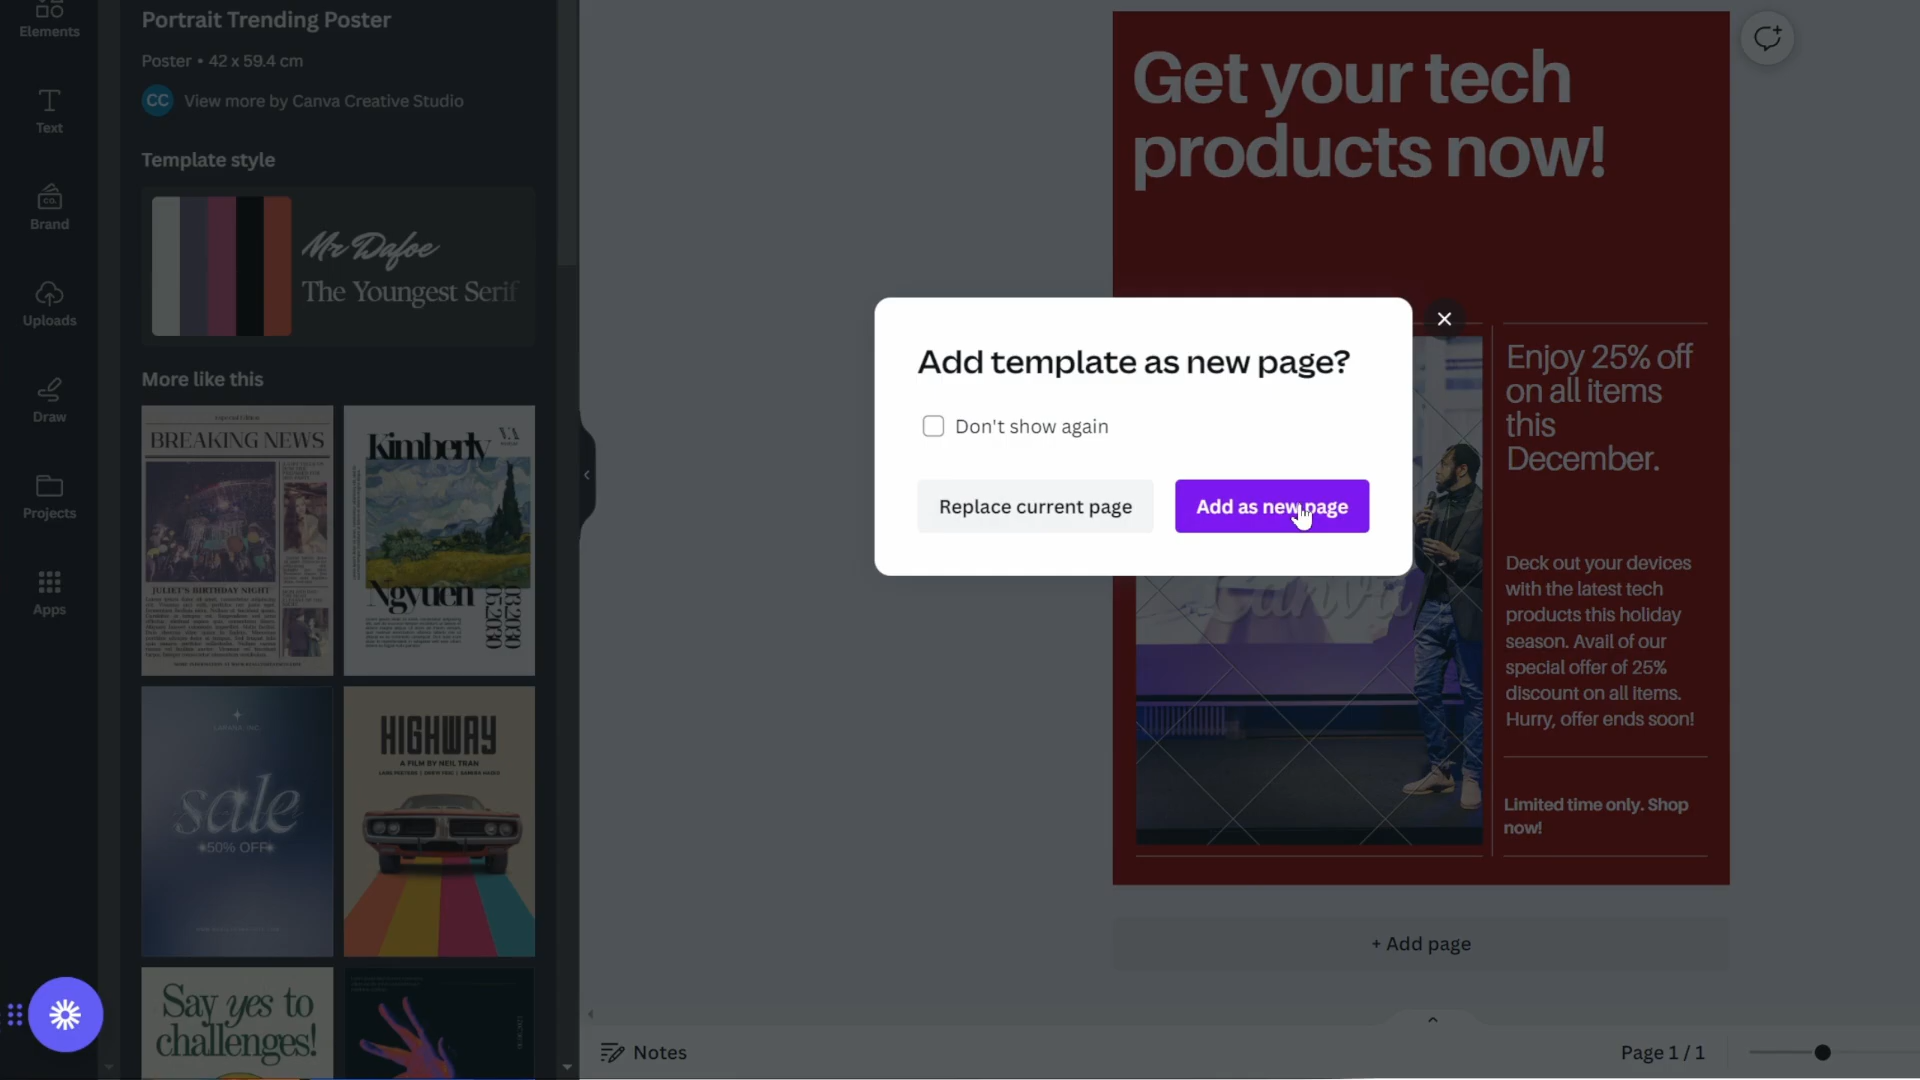 Elements
Text
Brand
CO.
Uploads
Draw
Projects
Apps
Portrait Trending Poster
Poster • 42 x 59.4 cm
CC View more by Canva Creative Studio
Template style
Mr Dafoe
The Youngest Serif
More like this
BREAKING NEWS
JULIET'S BIRTHDAY NIGHT
Kimberly
VA
Nguyen
sale
50% OFF
HIGHWAY
A FILM BY NEIL TRAN
Say yes to
challenges!
Get your tech
products now!
Add template as new page?
Don't show again
Replace current page
Add as new page
Canva
Enjoy 25% off
on all items
this
December.
Deck out your devices
with the latest tech
products this holiday
season. Avail of our
special offer of 25%
discount on all items.
Hurry, offer ends soon!
Limited time only. Shop
now!
+ Add page
Notes
Page 1 / 1